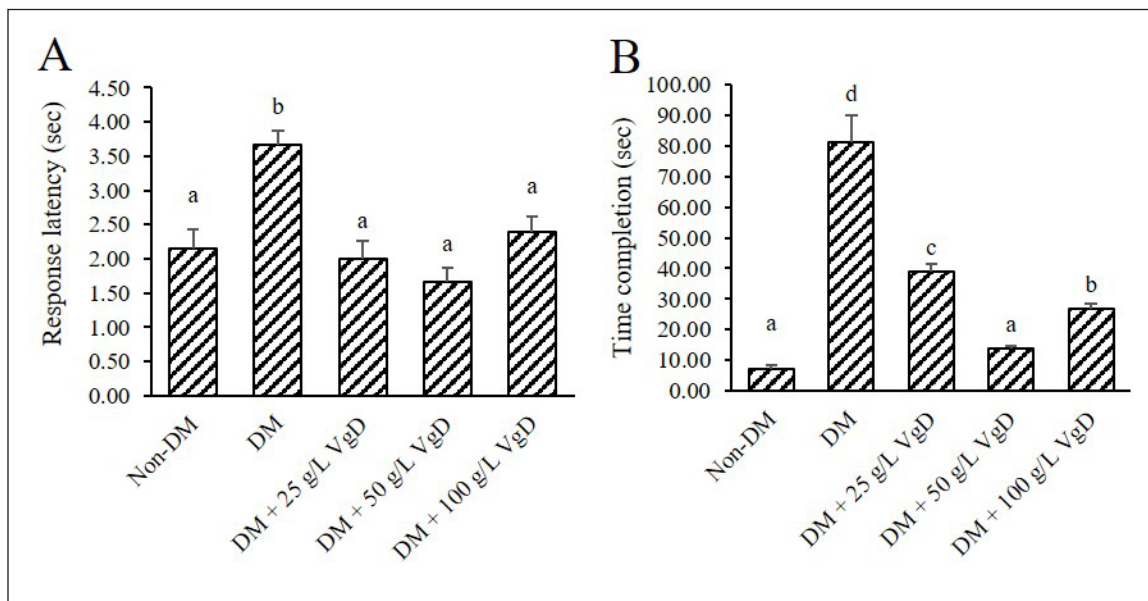 A
Response latency (sec)
4.50
4.00
3.50
3.00
2.50
2.00
1.50
1.00
0.50
0.00
a
b
a
a
a
Non-DM
DM
DM + 25 g/L VgD
DM + 50 g/L VgD
DM + 100 g/L VgD
B
Time completion (sec)
100.00
90.00
80.00
70.00
60.00
50.00
40.00
30.00
20.00
10.00
0.00
a
d
c
a
b
Non-DM
DM
DM + 25 g/L VgD
DM + 50 g/L VgD
DM + 100 g/L VgD